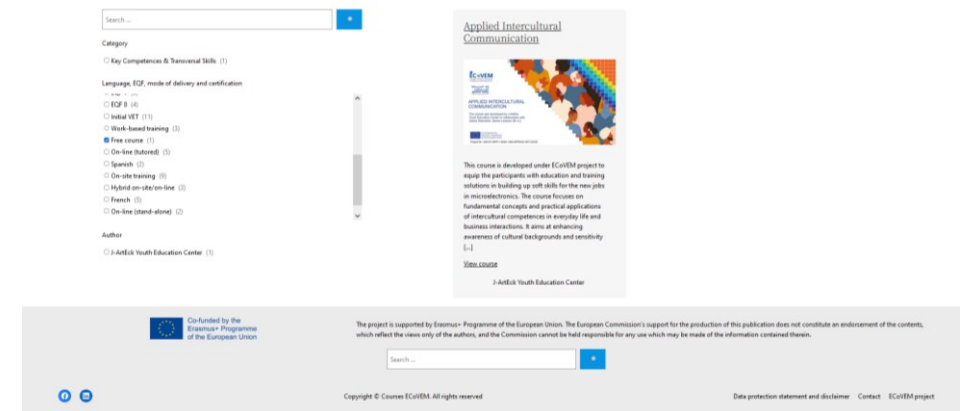 Search ...
Category
Key Competences & Transversal Skills (1)
Language, EQF, mode of delivery and certification
EQF 8 (4)
Initial VET (11)
Work-based training (3)
Free course (1)
On-line (tutored) (5)
Spanish (2)
On-site training (9)
Hybrid on-site/on-line (3)
French (5)
On-line (stand-alone) (2)
Author
J-ArtEck Youth Education Center (1)
Applied Intercultural
Communication
ECoVEM
APPLIED INTERCULTURAL
COMMUNICATION
This course is developed under ECoVEM project to
equip the participants with education and training
solutions in building up soft skills for the new jobs
in microelectronics. The course focuses on
fundamental concepts and practical applications
of intercultural competences in everyday life and
business interactions. It aims at enhancing
awareness of cultural backgrounds and sensitivity
[...]
View course
J-ArtEck Youth Education Center
Co-funded by the
Erasmus+ Programme
of the European Union
The project is supported by Erasmus+ Programme of the European Union. The European Commission's support for the production of this publication does not constitute an endorsement of the contents,
which reflect the views only of the authors, and the Commission cannot be held responsible for any use which may be made of the information contained therein.
Search ...
Copyright © Courses ECoVEM. All rights reserved
Data protection statement and disclaimer Contact ECoVEM project